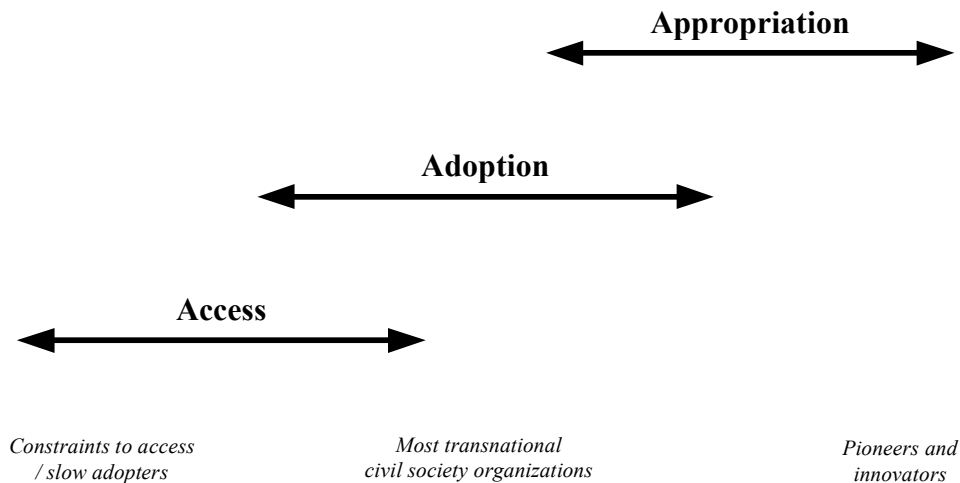 Appropriation
Adoption
Access
Constraints to access
/ slow adopters
Most transnational
civil society organizations
Pioneers and
innovators